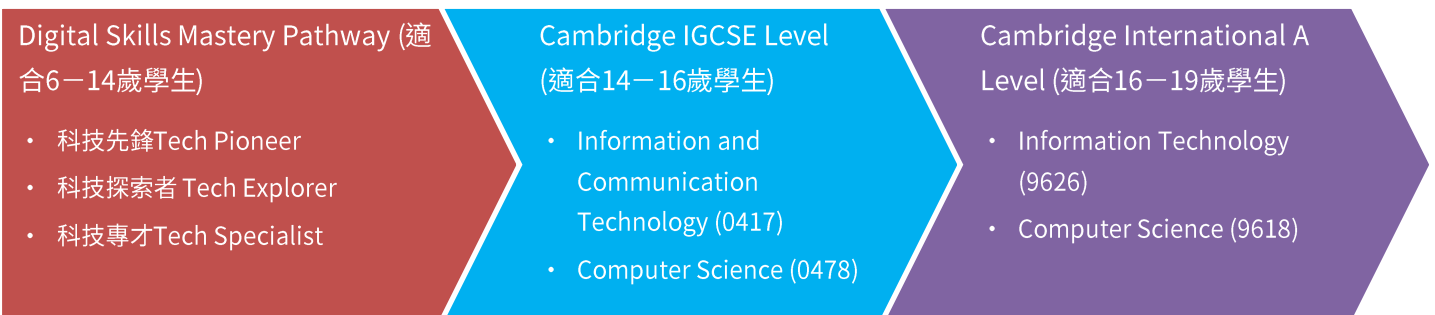 Digital Skills Mastery Pathway (適
合6－14歲學生)
• 科技先鋒Tech Pioneer
• 科技探索者 Tech Explorer
• 科技專才Tech Specialist
Cambridge IGCSE Level
(適合14－16歲學生)
• Information and
Communication
Technology (0417)
• Computer Science (0478)
Cambridge International A
Level (適合16－19歲學生)
• Information Technology
(9626)
• Computer Science (9618)